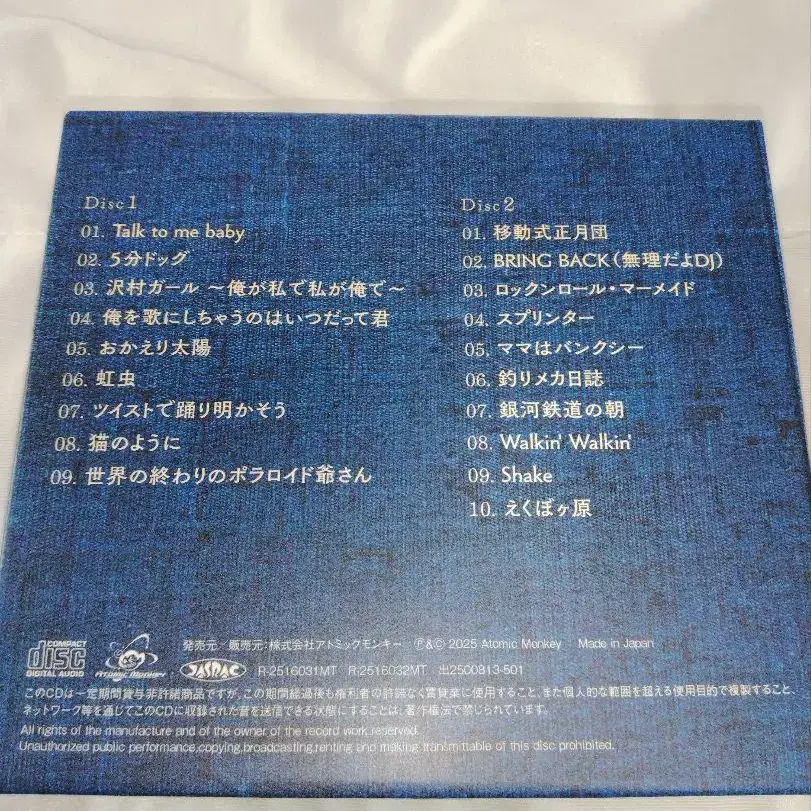 Disc 1
01. Talk to me baby
02. 5分ドッグ
03. 沢村ガール 〜俺が私で私が俺で〜
04. 俺を歌にしちゃうのはいつだって君
05. おかえり太陽
06. 虹虫
07. ツイストで踊り明かそう
08. 猫のように
09. 世界の終わりのポラロイド爺さん
Disc 2
01. 移動式正月団
02. BRING BACK(無理だよDJ)
03. ロックンロール・マーメイド
04. スプリンター
05. ママはバンクシー
06. 釣りメカ日誌
07. 銀河鉄道の朝
08. Walkin' Walkin'
09. Shake
10. えくぼヶ原
COMPACT
disc
DIGITAL AUDIO
ATOMIC MONKEY
発売元/販売元:株式会社アトミックモンキー ℗&© 2025 Atomic Monkey Made in Japan
JASRAC R-2516031MT R-2516032MT 出2500813-501
このCDは一定期間貸与非許諾商品ですが、この期間経過後も権利者の許諾なく賃貸業に使用すること、また個人的な範囲を超える使用目的で複製すること、
ネットワーク等を通じてこのCDに収録された音を送信できる状態にすることは、著作権法で禁じられています。
All rights of the manufacture and of the owner of the record work reserved.
Unauthorized public performance,copying,broadcasting,renting and making transmittable of this disc prohibited.